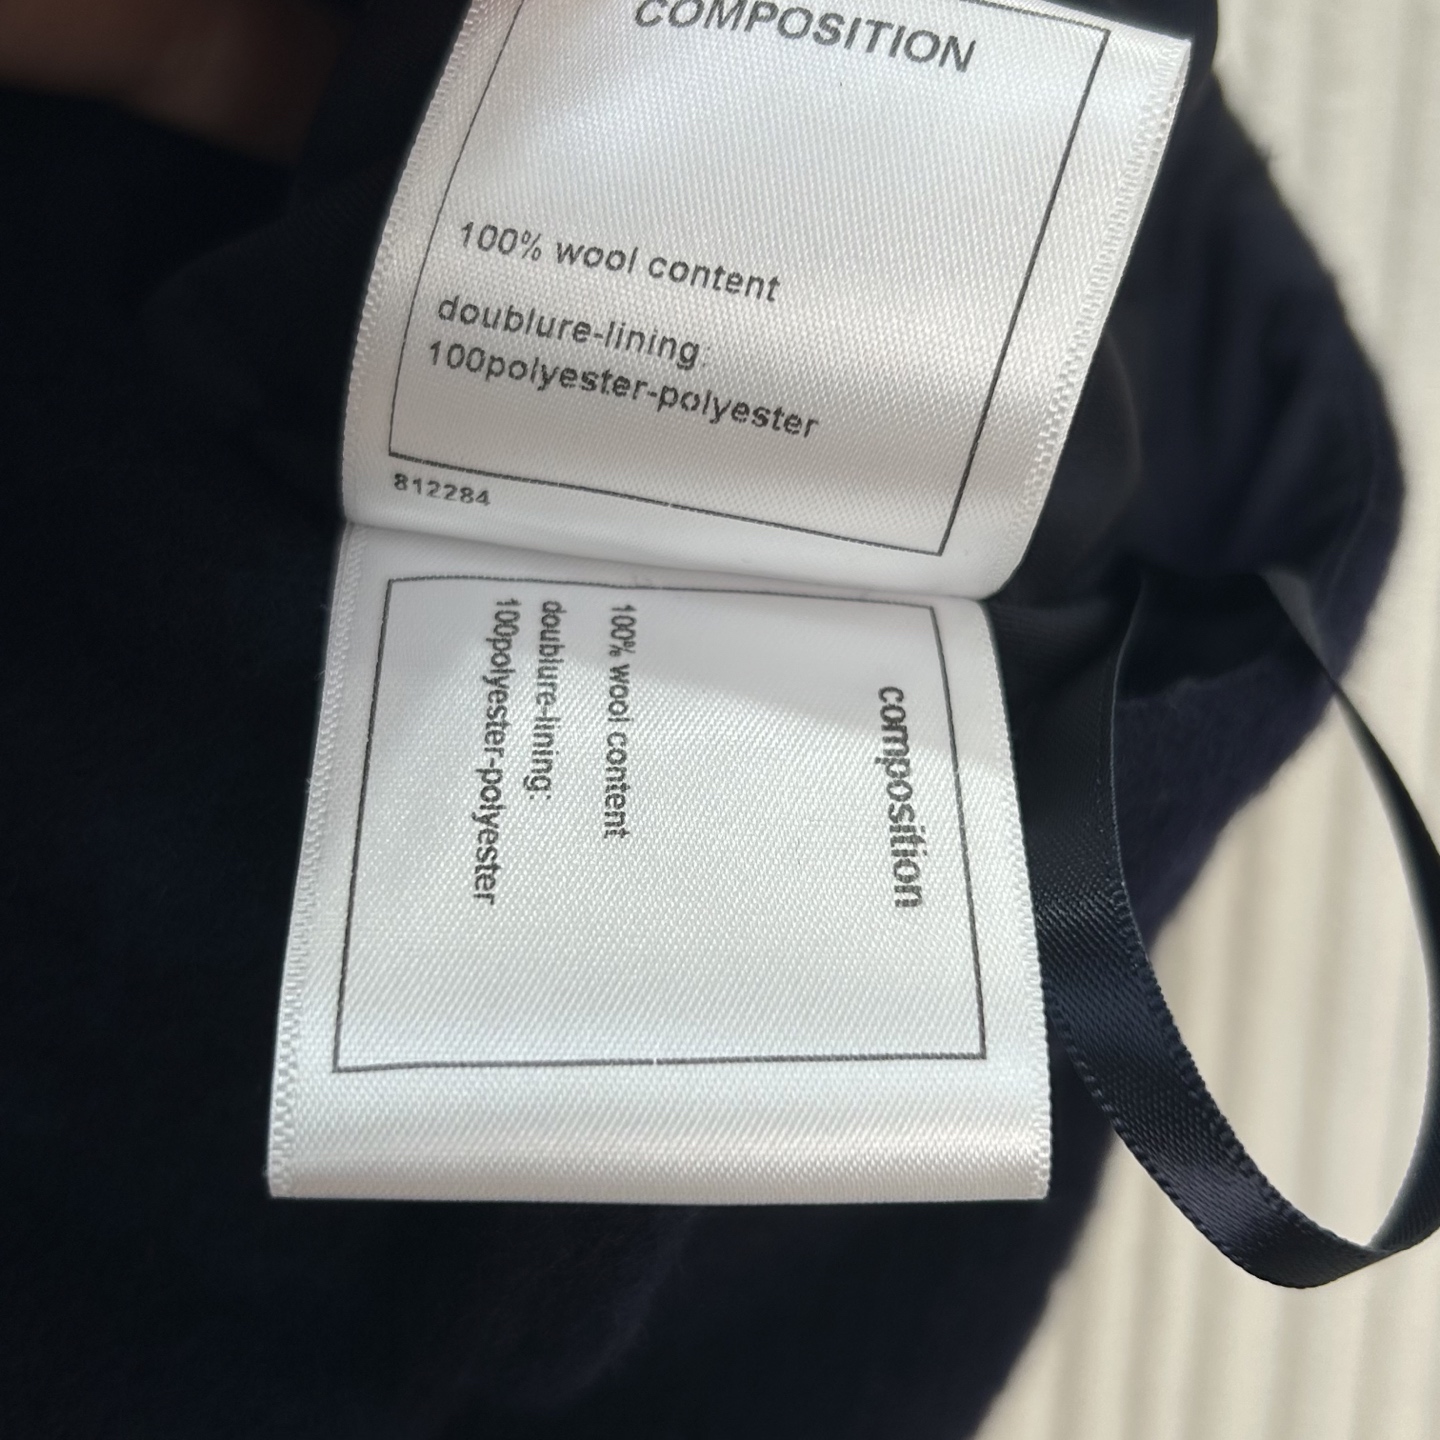 COMPOSITION
100% wool content
doublure-lining:
100polyester-polyester
812284
composition
100% wool content
doublure-lining:
100polyester-polyester